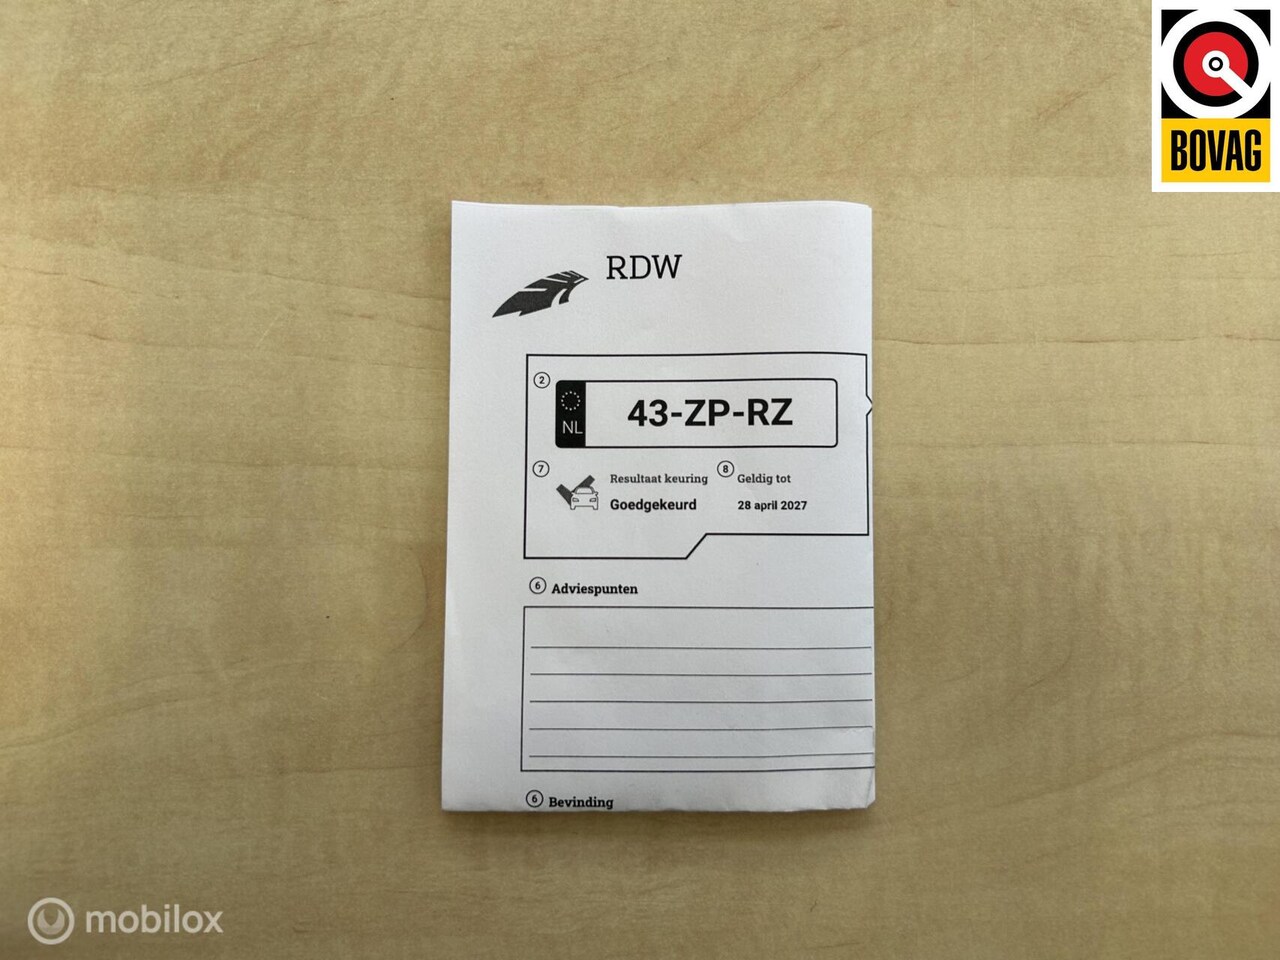 BOVAG
RDW
2
NL
43-ZP-RZ
7
Resultaat keuring
Goedgekeurd
8
Geldig tot
28 april 2027
6 Adviespunten
6 Bevinding
mobilox